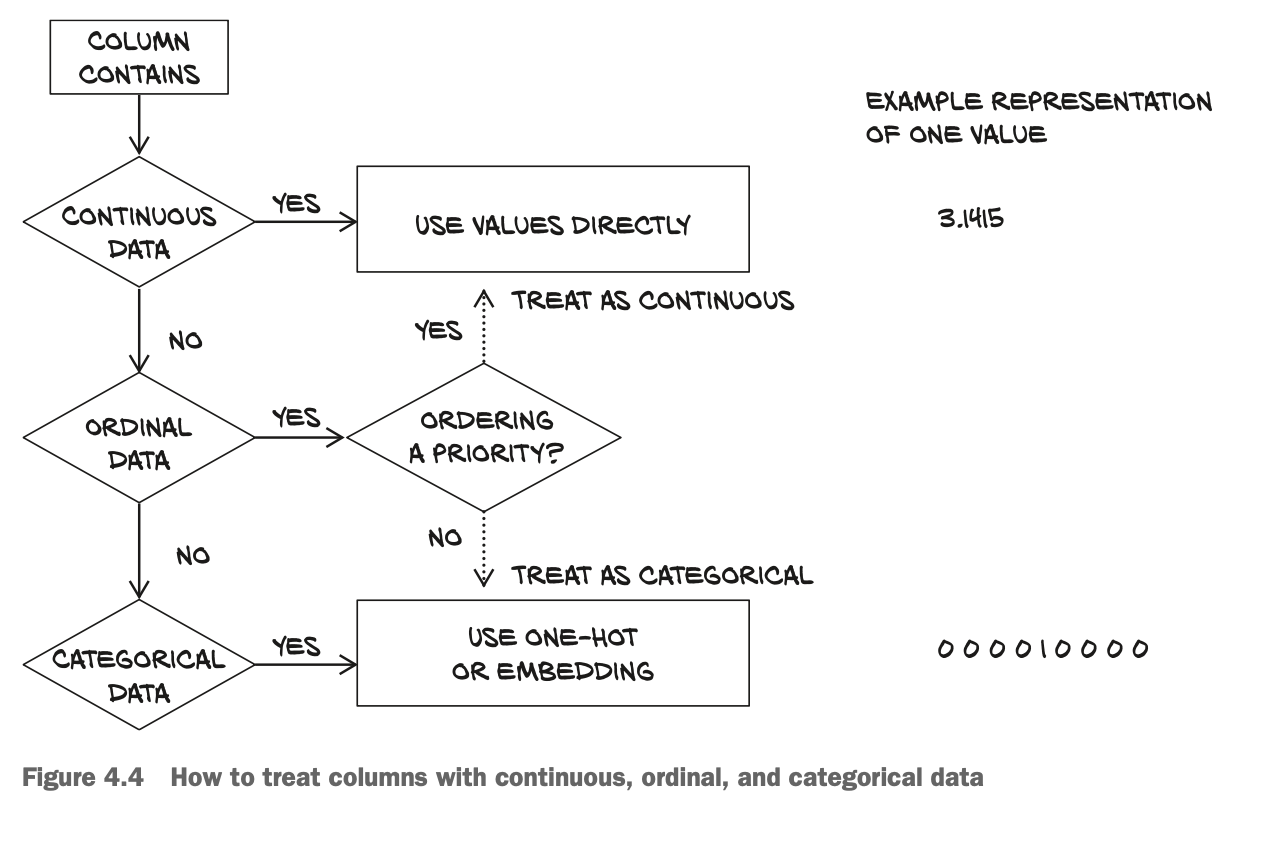 COLUMN
CONTAINS
EXAMPLE REPRESENTATION
OF ONE VALUE
CONTINUOUS
DATA
YES
USE VALUES DIRECTLY
3.1415
NO
YES
TREAT AS CONTINUOUS
ORDINAL
DATA
YES
ORDERING
A PRIORITY?
NO
NO
TREAT AS CATEGORICAL
CATEGORICAL
DATA
YES
USE ONE-HOT
OR EMBEDDING
0 0 0 0 1 0 0 0 0
Figure 4.4 How to treat columns with continuous, ordinal, and categorical data